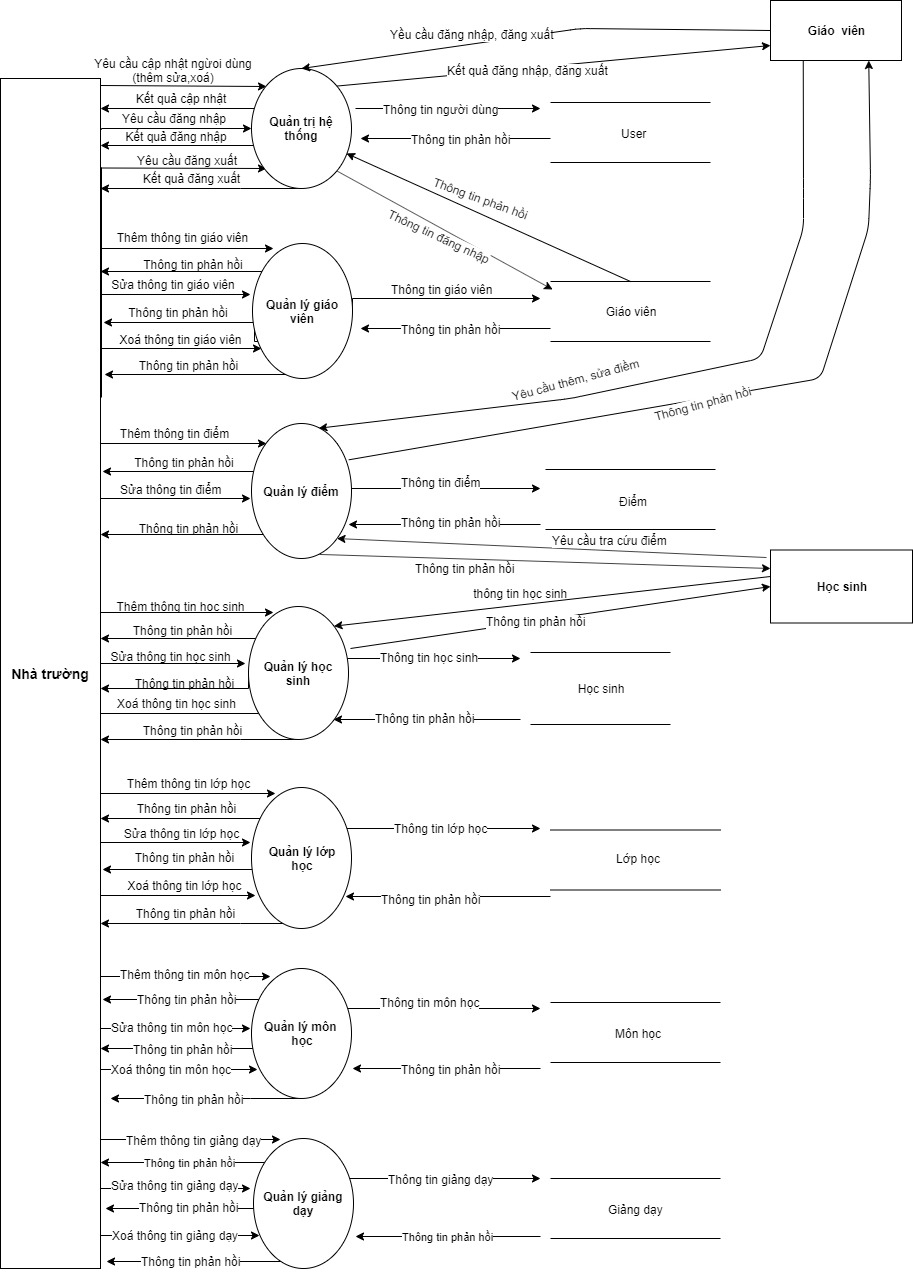 Giáo viên
Yều cầu đăng nhập, đăng xuất
Kết quả đăng nhập, đăng xuất
Yêu cầu cập nhật người dùng
(thêm sửa,xoá)
Kết quả cập nhật
Yêu cầu đăng nhập
Kết quả đăng nhập
Yêu cầu đăng xuất
Kết quả đăng xuất
Quản trị hệ
thống
Thông tin người dùng
Thông tin phản hồi
User
Thông tin phản hồi
Thông tin đăng nhập
Thêm thông tin giáo viên
Thông tin phản hồi
Sửa thông tin giáo viên
Thông tin phản hồi
Xoá thông tin giáo viên
Thông tin phản hồi
Quản lý giáo
viên
Thông tin giáo viên
Thông tin phản hồi
Giáo viên
Yêu cầu thêm, sửa điểm
Thông tin phản hồi
Thêm thông tin điểm
Thông tin phản hồi
Sửa thông tin điểm
Thông tin phản hồi
Quản lý điểm
Thông tin điểm
Thông tin phản hồi
Điểm
Yêu cầu tra cứu điểm
Thông tin phản hồi
Học sinh
thông tin học sinh
Thông tin phản hồi
Nhà trường
Thêm thông tin học sinh
Thông tin phản hồi
Sửa thông tin học sinh
Thông tin phản hồi
Xoá thông tin học sinh
Thông tin phản hồi
Quản lý học
sinh
Thông tin học sinh
Thông tin phản hồi
Học sinh
Thêm thông tin lớp học
Thông tin phản hồi
Sửa thông tin lớp học
Thông tin phản hồi
Xoá thông tin lớp học
Thông tin phản hồi
Quản lý lớp
học
Thông tin lớp học
Thông tin phản hồi
Lớp học
Thêm thông tin môn học
Thông tin phản hồi
Sửa thông tin môn học
Thông tin phản hồi
Xoá thông tin môn học
Thông tin phản hồi
Quản lý môn
học
Thông tin môn học
Thông tin phản hồi
Môn học
Thêm thông tin giảng dạy
Thông tin phản hồi
Sửa thông tin giảng dạy
Thông tin phản hồi
Xoá thông tin giảng dạy
Thông tin phản hồi
Quản lý giảng
dạy
Thông tin giảng dạy
Thông tin phản hồi
Giảng dạy